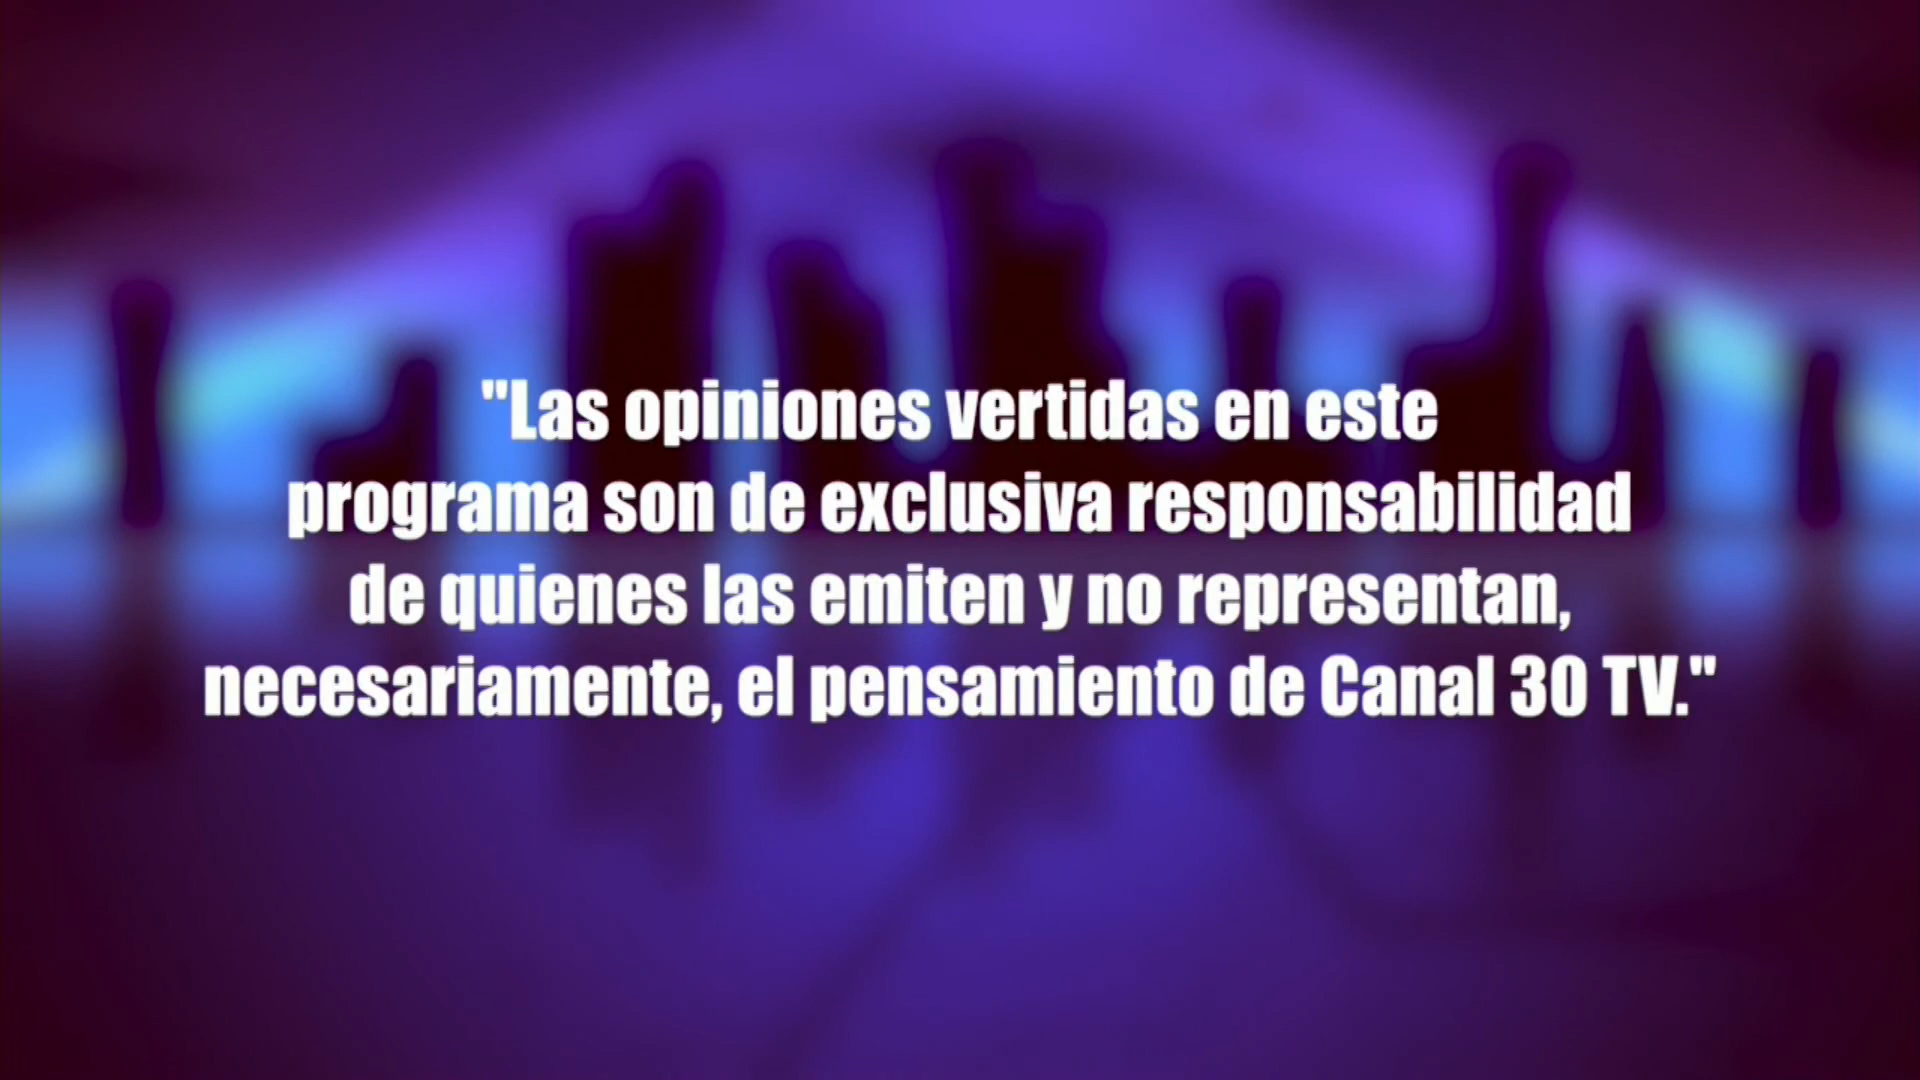 "Las opiniones vertidas en este
programa son de exclusiva responsabilidad
de quienes las emiten y no representan,
necesariamente, el pensamiento de Canal 30 TV."